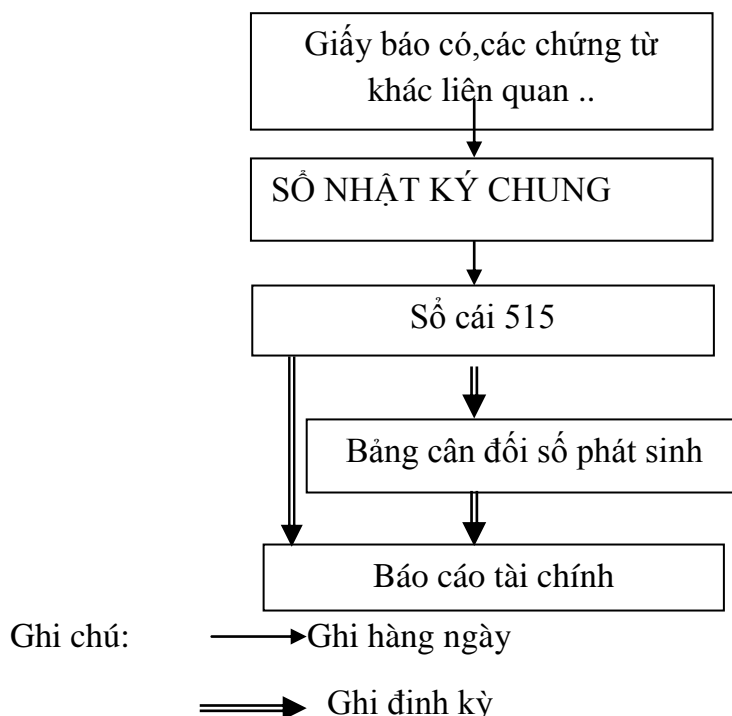 Giấy báo có,các chứng từ
khác liên quan ..
SỔ NHẬT KÝ CHUNG
Sổ cái 515
Bảng cân đối số phát sinh
Báo cáo tài chính
Ghi chú: Ghi hàng ngày
Ghi định kỳ